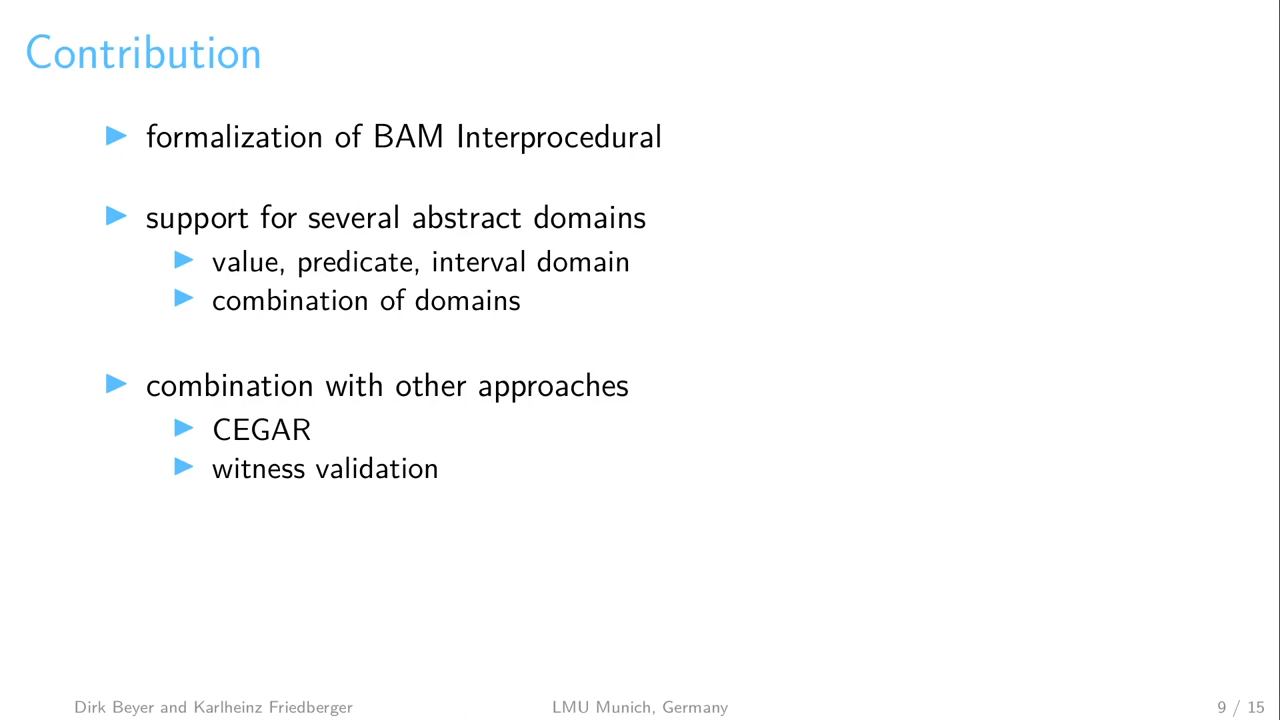 Contribution
formalization of BAM Interprocedural
support for several abstract domains
value, predicate, interval domain
combination of domains
combination with other approaches
CEGAR
witness validation
Dirk Beyer and Karlheinz Friedberger LMU Munich, Germany 9 / 15